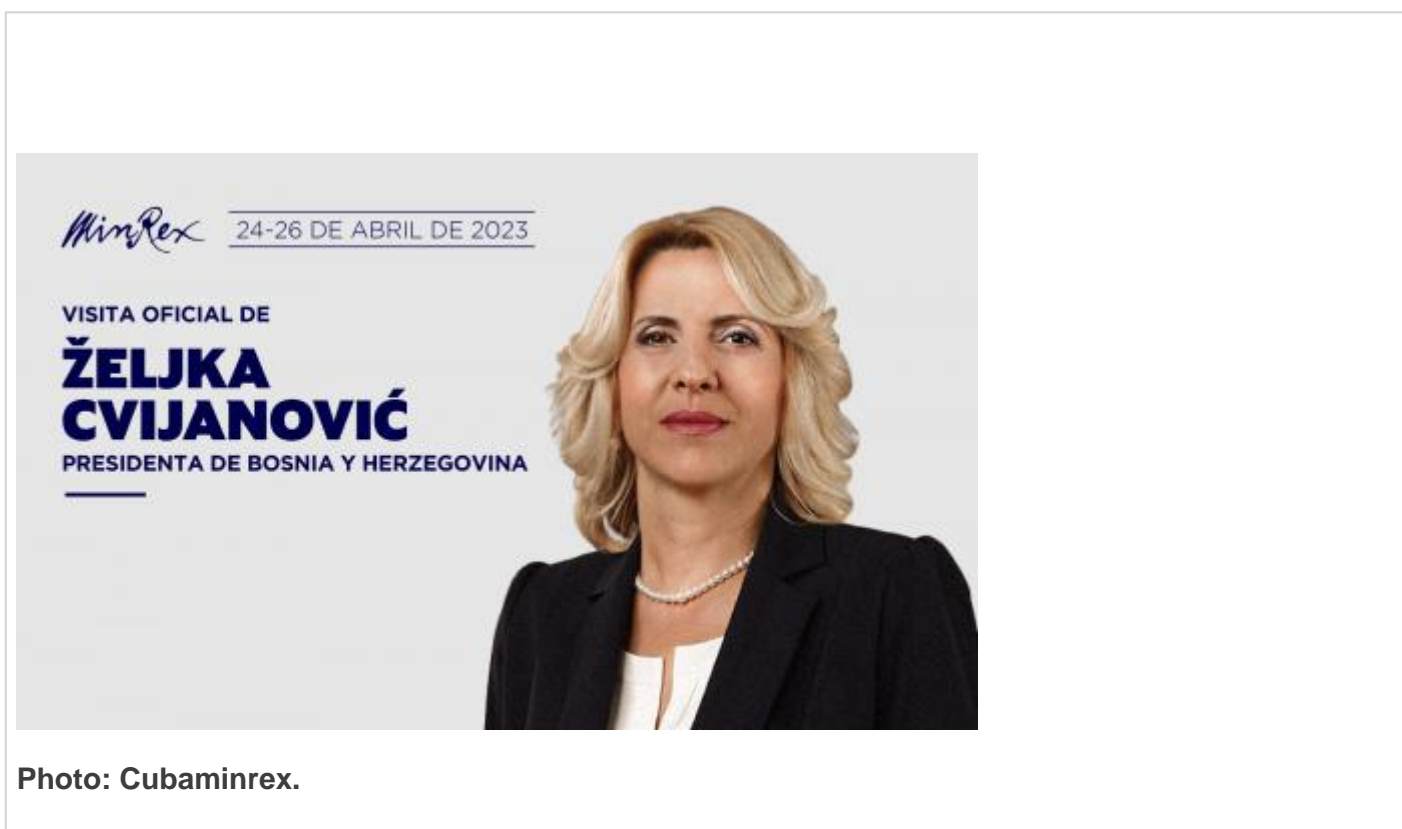 MinRex 24-26 DE ABRIL DE 2023
VISITA OFICIAL DE
ŽELJKA
CVIJANOVIĆ
PRESIDENTA DE BOSNIA Y HERZEGOVINA
Photo: Cubaminrex.